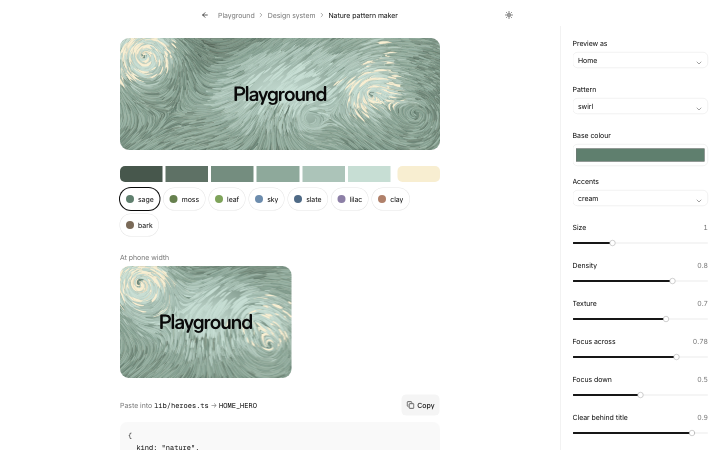 Playground > Design system > Nature pattern maker
Playground
sage moss leaf sky slate lilac clay
bark
At phone width
Playground
Paste into lib/heroes.ts → HOME_HERO
Copy
{
kind: "nature",
Preview as
Home
Pattern
swirl
Base colour
Accents
cream
Size 1
Density 0.8
Texture 0.7
Focus across 0.78
Focus down 0.5
Clear behind title 0.9